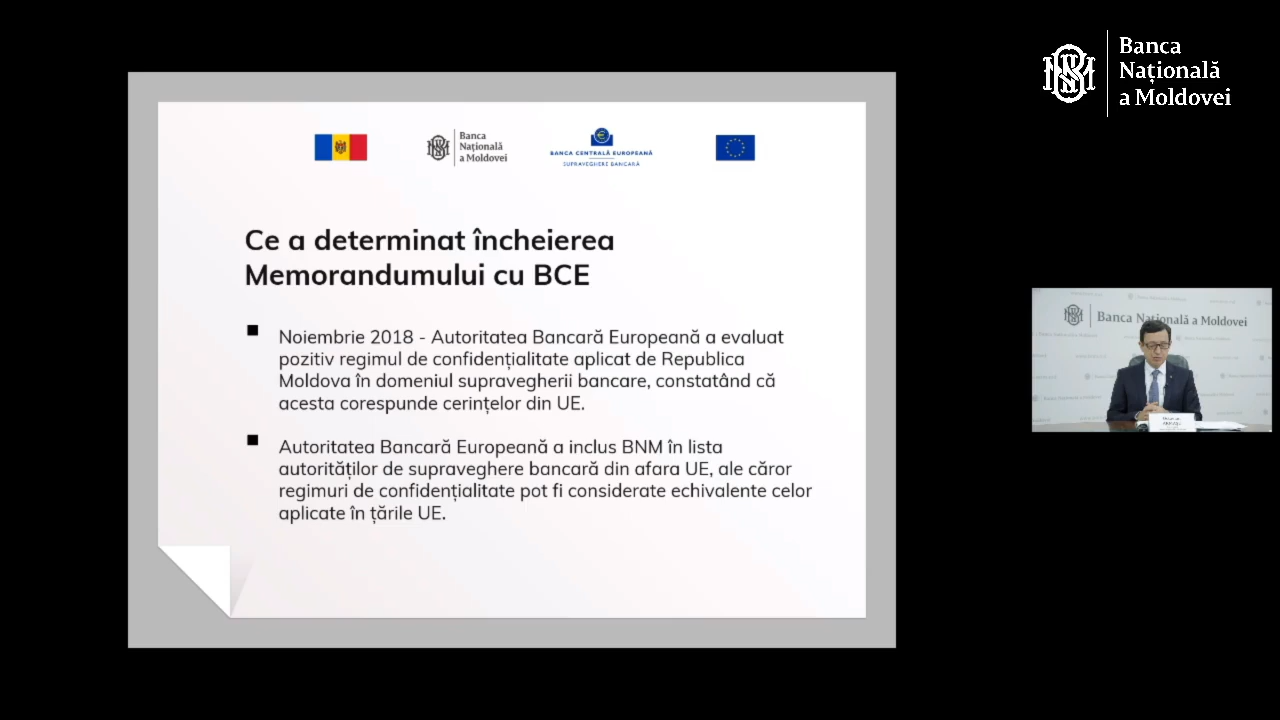 Banca
Națională
a Moldovei
Banca
Națională
a Moldovei
BANCA CENTRALĂ EUROPEANĂ
SUPRAVEGHERE BANCARĂ
Ce a determinat încheierea
Memorandumului cu BCE
Noiembrie 2018 - Autoritatea Bancară Europeană a evaluat
pozitiv regimul de confidențialitate aplicat de Republica
Moldova în domeniul supravegherii bancare, constatând că
acesta corespunde cerințelor din UE.
Autoritatea Bancară Europeană a inclus BNM în lista
autorităților de supraveghere bancară din afara UE, ale căror
regimuri de confidențialitate pot fi considerate echivalente celor
aplicate în țările UE.
Banca Națională a Moldovei